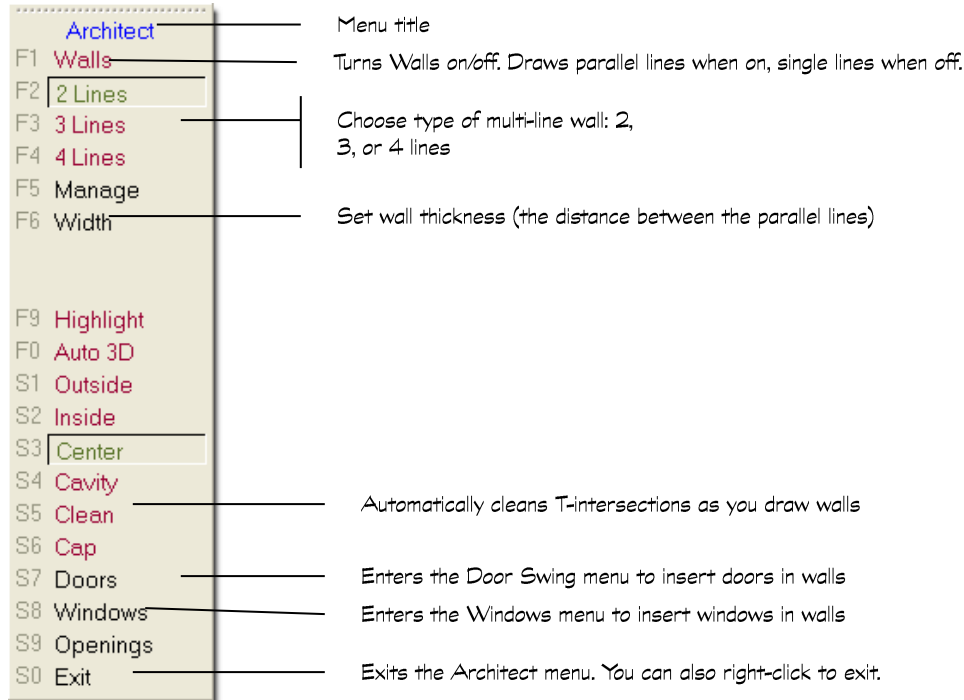 Architect Menu title
F1 Walls Turns Walls on/off. Draws parallel lines when on, single lines when off.
F2 2 Lines
F3 3 Lines Choose type of multi-line wall: 2,
3, or 4 lines
F4 4 Lines
F5 Manage
F6 Width Set wall thickness (the distance between the parallel lines)
F9 Highlight
F0 Auto 3D
S1 Outside
S2 Inside
S3 Center
S4 Cavity
S5 Clean Automatically cleans T-intersections as you draw walls
S6 Cap
S7 Doors Enters the Door Swing menu to insert doors in walls
S8 Windows Enters the Windows menu to insert windows in walls
S9 Openings
S0 Exit Exits the Architect menu. You can also right-click to exit.